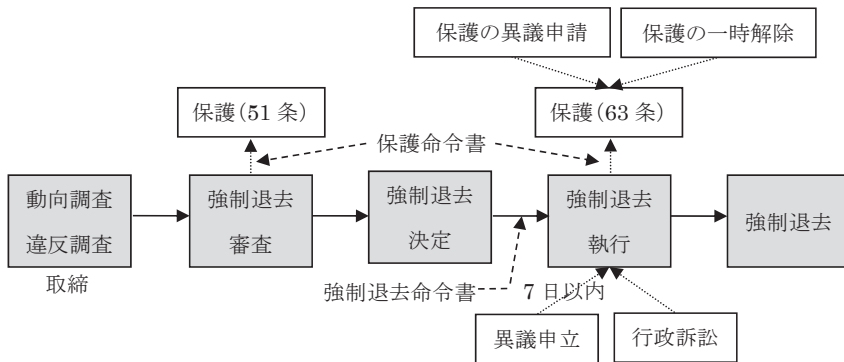 保護の異議申請
保護の一時解除
保護(51 条)
保護(63 条)
保護命令書
動向調査
違反調査
強制退去
審査
強制退去
決定
強制退去
執行
強制退去
取締
強制退去命令書
7 日以内
異議申立
行政訴訟